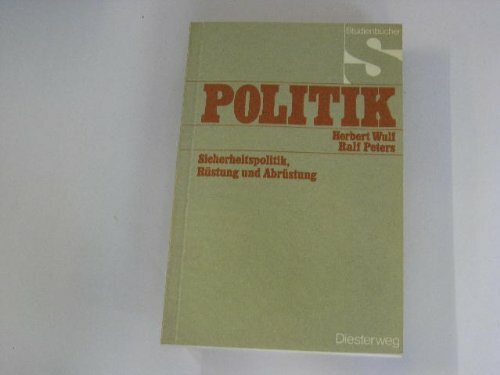 Studienbücher
S
POLITIK
Herbert Wulf
Ralf Peters
Sicherheitspolitik,
Rüstung und Abrüstung
Diesterweg